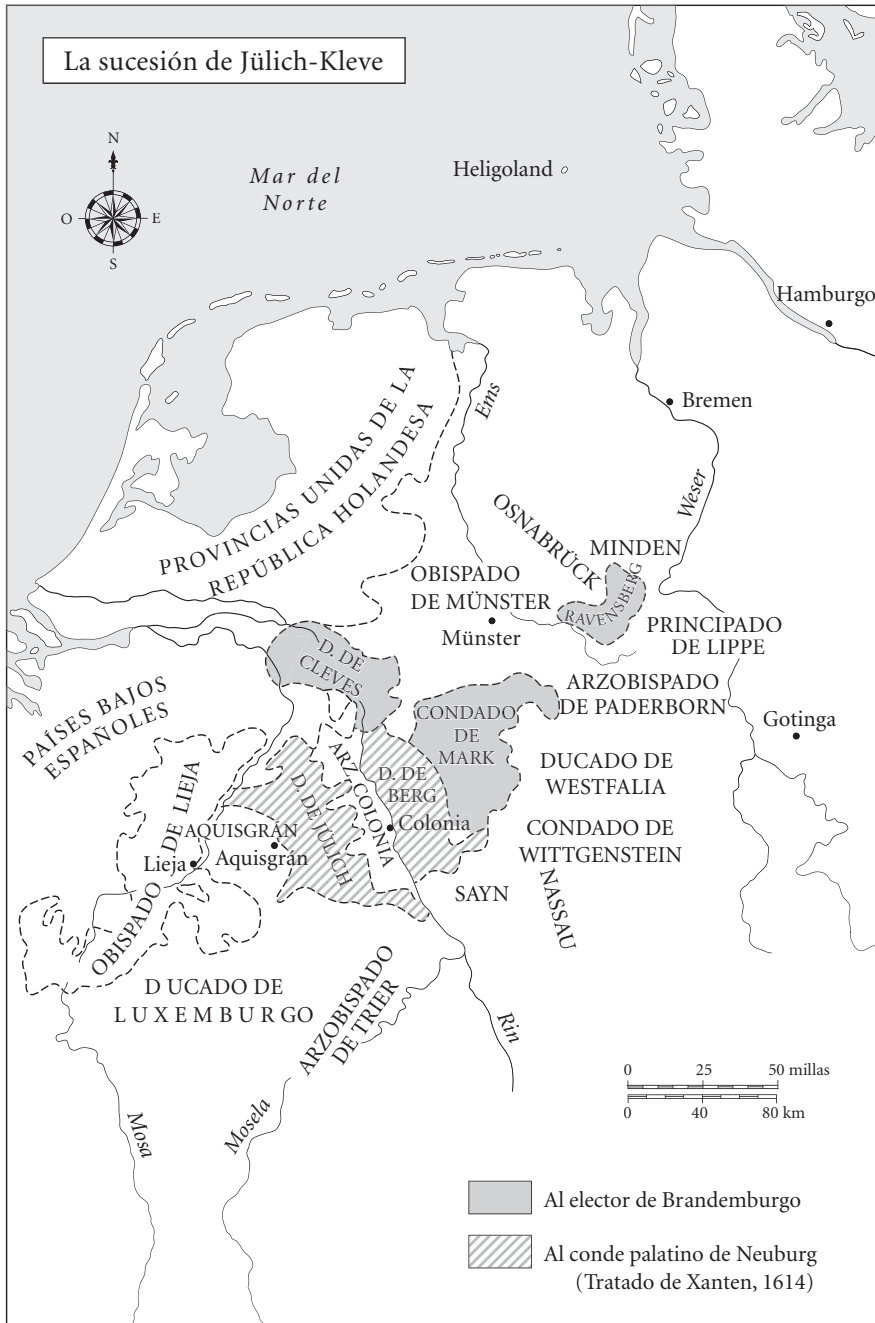 La sucesión de Jülich-Kleve
N
O
E
S
Mar del
Norte
Heligoland
Hamburgo
Bremen
Ems
Weser
PROVINCIAS UNIDAS DE LA
REPÚBLICA HOLANDESA
OSNABRÜCK
MINDEN
RAVENSBERG
OBISPADO
DE MÜNSTER
Münster
PRINCIPADO
DE LIPPE
D. DE
CLEVES
ARZOBISPADO
DE PADERBORN
PAÍSES BAJOS
ESPAÑOLES
CONDADO
DE
MARK
Gotinga
DUCADO DE
WESTFALIA
D. DE
BERG
ARZ. COLONIA
Colonia
D. DE JÜLICH
AQUISGRÁN
Aquisgrán
Lieja
OBISPADO DE LIEJA
CONDADO DE
WITTGENSTEIN
SAYN
NASSAU
D UCADO DE
LUXEMBURGO
ARZOBISPADO
DE TRIER
Rin
Mosa
Mosela
0 25 50 millas
0 40 80 km
Al elector de Brandemburgo
Al conde palatino de Neuburg
(Tratado de Xanten, 1614)